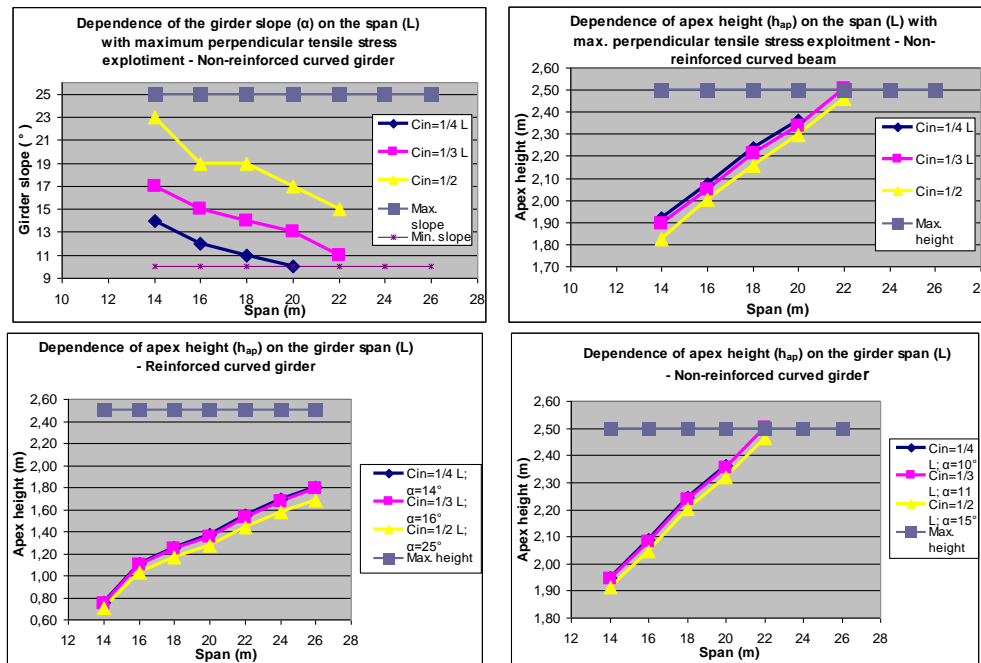 Dependence of the girder slope (α) on the span (L)
with maximum perpendicular tensile stress
explotiment - Non-reinforced curved girder
Girder slope ( ° )
25
23
21
19
17
15
13
11
9
10
12
14
16
18
20
22
24
26
28
Span (m)
Cin=1/4 L
Cin=1/3 L
Cin=1/2
Max.
slope
Min. slope
Dependence of apex height (hap) on the span (L) with
max. perpendicular tensile stress exploitment - Non-
reinforced curved beam
Apex height (m)
2,60
2,50
2,40
2,30
2,20
2,10
2,00
1,90
1,80
1,70
10
12
14
16
18
20
22
24
26
28
Span (m)
Cin=1/4 L
Cin=1/3 L
Cin=1/2
Max.
height
Dependence of apex height (hap) on the girder span (L)
- Reinforced curved girder
Apex height (m)
2,60
2,40
2,20
2,00
1,80
1,60
1,40
1,20
1,00
0,80
0,60
12
14
16
18
20
22
24
26
28
Span (m)
Cin=1/4 L;
α=14°
Cin=1/3 L;
α=16°
Cin=1/2 L;
α=25°
Max. height
Dependence of apex height (hap) on the girder span (L)
- Non-reinforced curved girder
Apex height (m)
2,60
2,50
2,40
2,30
2,20
2,10
2,00
1,90
1,80
12
14
16
18
20
22
24
26
28
Span (m)
Cin=1/4
L; α=10°
Cin=1/3
L; α=11
Cin=1/2
L; α=15°
Max.
height